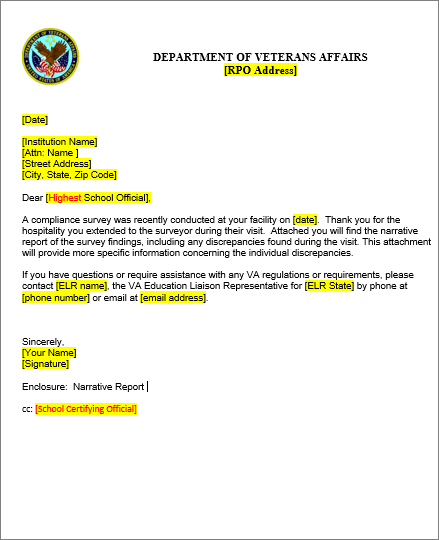 DEPARTMENT OF VETERANS AFFAIRS
[RPO Address]
[Date]
[Institution Name]
[Attn: Name ]
[Street Address]
[City, State, Zip Code]
Dear [Highest School Official],
A compliance survey was recently conducted at your facility on [date].  Thank you for the
hospitality you extended to the surveyor during their visit.  Attached you will find the narrative
report of the survey findings, including any discrepancies found during the visit. This attachment
will provide more specific information concerning the individual discrepancies.
If you have questions or require assistance with any VA regulations or requirements, please
contact [ELR name], the VA Education Liaison Representative for [ELR State] by phone at
[phone number] or email at [email address].
Sincerely,
[Your Name]
[Signature]
Enclosure:  Narrative Report
cc: [School Certifying Official]